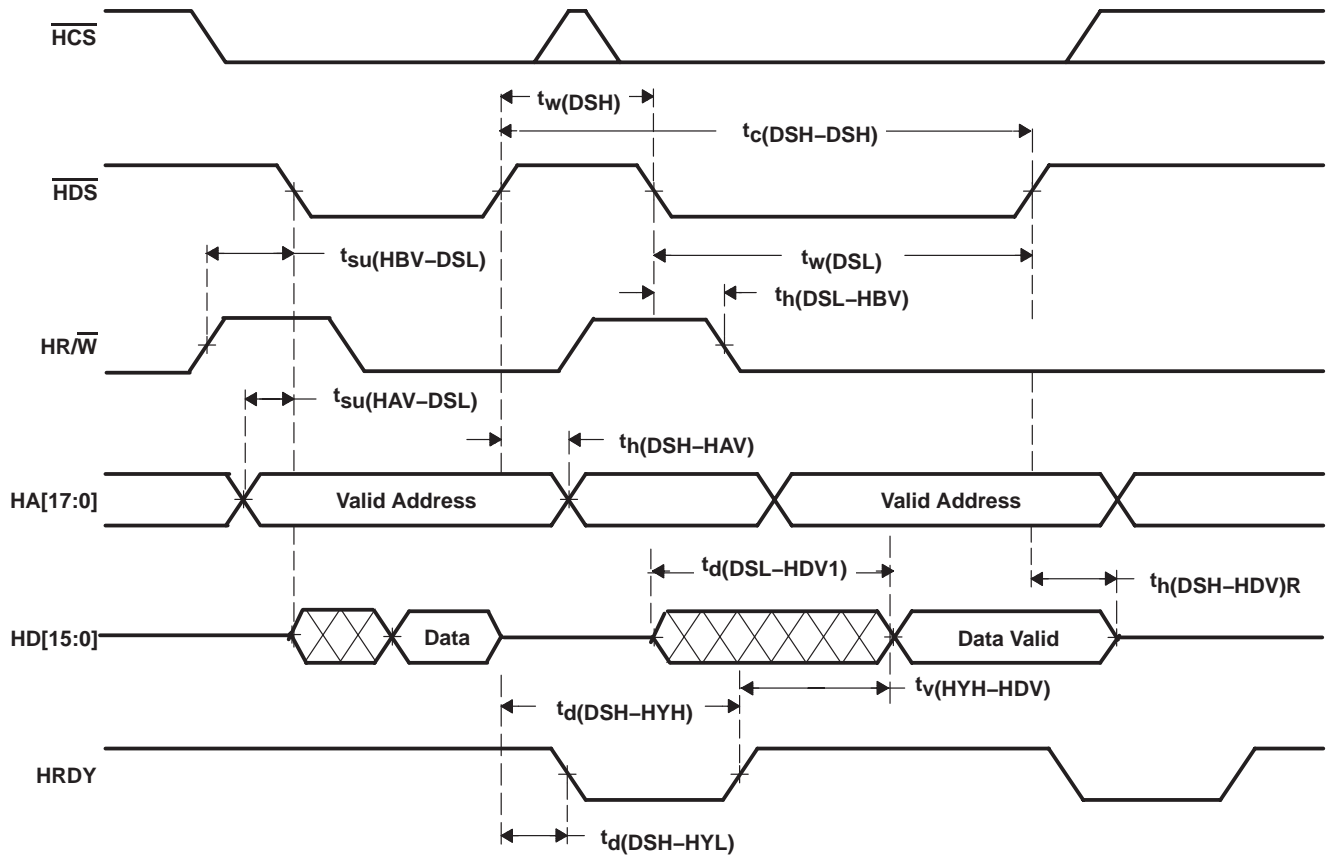 HCS
tw(DSH)
tc(DSH–DSH)
HDS
tsu(HBV–DSL)
tw(DSL)
th(DSL–HBV)
HR/W
tsu(HAV–DSL)
th(DSH–HAV)
HA[17:0]
Valid Address
Valid Address
td(DSL–HDV1)
th(DSH–HDV)R
HD[15:0]
Data
Data Valid
tv(HYH–HDV)
td(DSH–HYH)
HRDY
td(DSH–HYL)